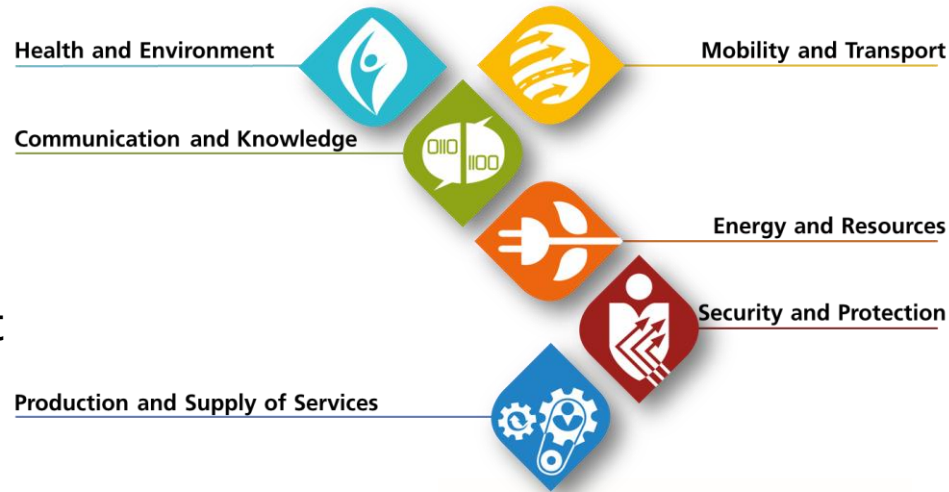 Health and Environment
Mobility and Transport
Communication and Knowledge
0110
1100
Energy and Resources
Security and Protection
t
Production and Supply of Services